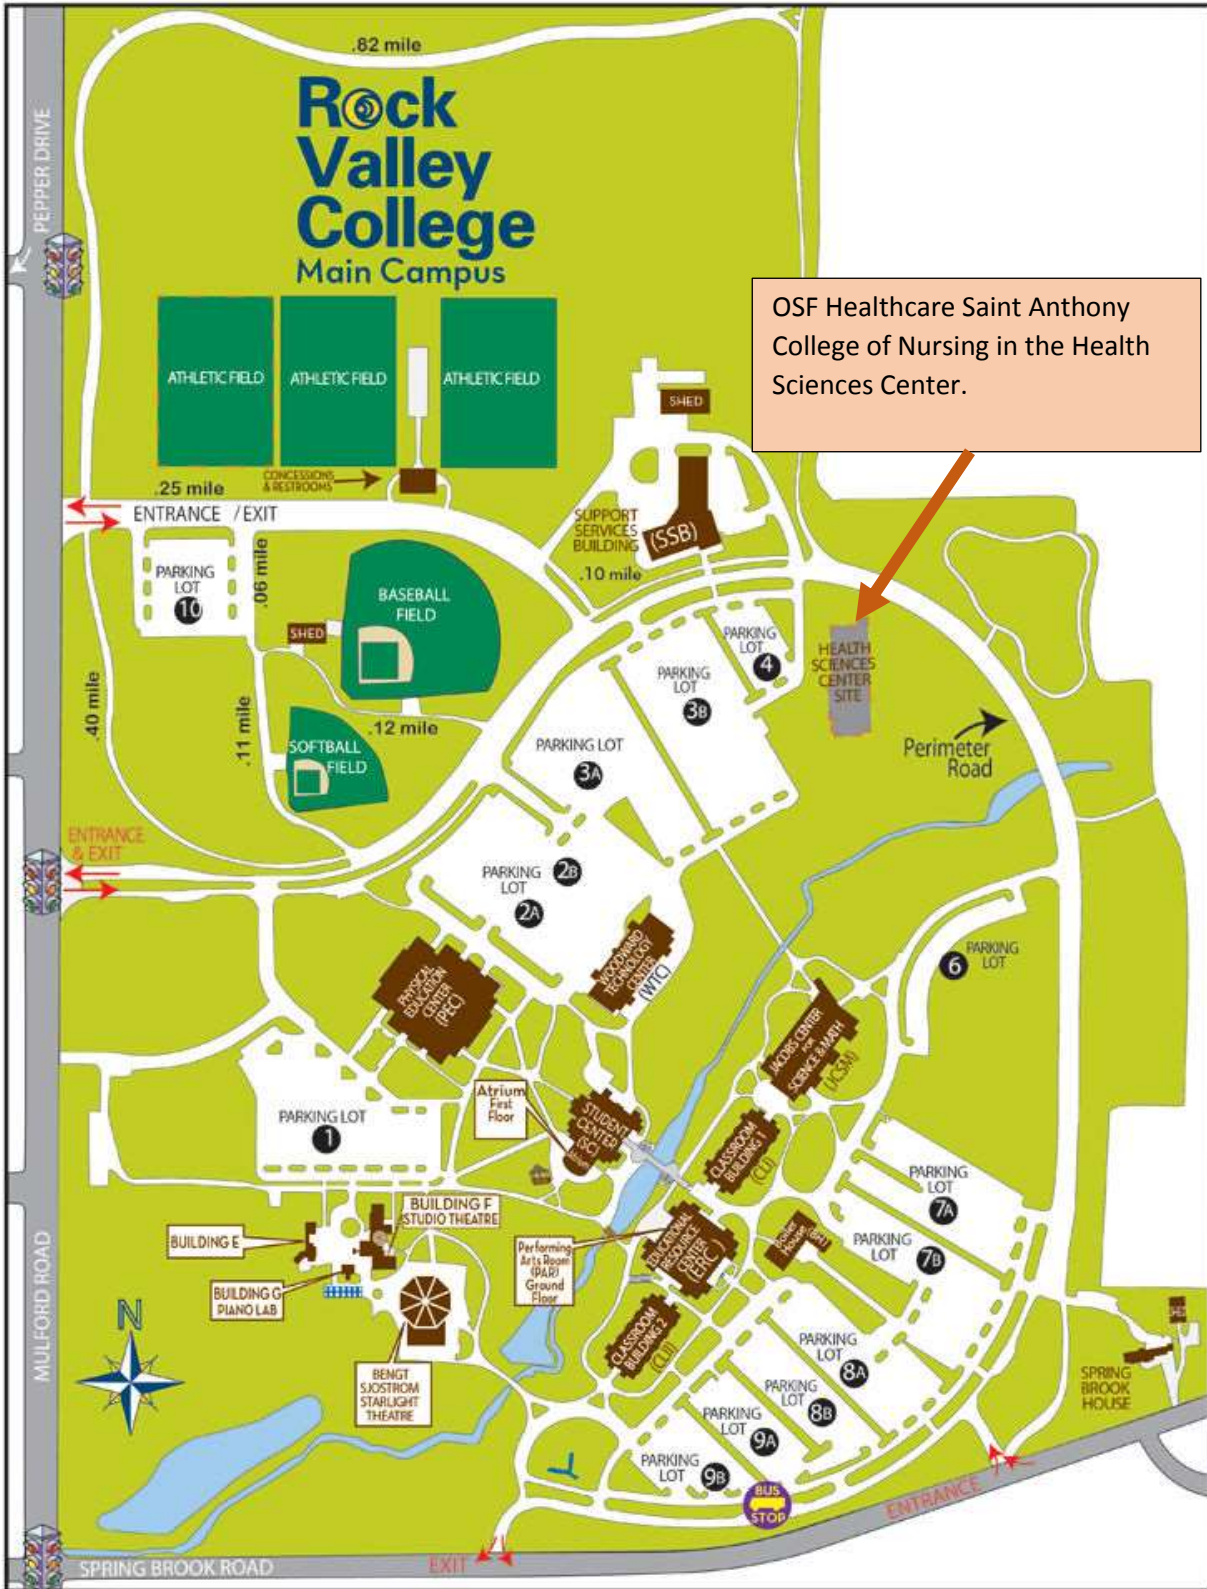 .82 mile
Rock
Valley
College
Main Campus
PEPPER DRIVE
OSF Healthcare Saint Anthony
College of Nursing in the Health
Sciences Center.
ATHLETIC FIELD
ATHLETIC FIELD
ATHLETIC FIELD
SHED
CONCESSIONS
& RESTROOMS
.25 mile
ENTRANCE / EXIT
SUPPORT
SERVICES
BUILDING
(SSB)
.10 mile
PARKING
LOT
10
.06 mile
BASEBALL
FIELD
SHED
PARKING
LOT
4
HEALTH
SCIENCES
CENTER
SITE
PARKING
LOT
3B
.40 mile
.11 mile
.12 mile
SOFTBALL
FIELD
PARKING LOT
3A
Perimeter
Road
ENTRANCE
& EXIT
PARKING
LOT
2B
2A
WOODWARD
TECHNOLOGY
CENTER
(WTC)
PHYSICAL
EDUCATION
CENTER
(PEC)
6
PARKING
LOT
JACOBS CENTER
FOR
SCIENCE & MATH
(JCSM)
Atrium
First
Floor
STUDENT
CENTER
(SC)
Atrium
PARKING LOT
1
CLASSROOM
BUILDING 1
(CLI)
PARKING
LOT
7A
BUILDING F
STUDIO THEATRE
BUILDING E
Performing
Arts Room
(PAR)
Ground
Floor
EDUCATIONAL
RESOURCE
CENTER
(ERC)
Boiler
House
PARKING
LOT
7B
BUILDING G
PIANO LAB
MULFORD ROAD
N
CLASSROOM
BUILDING 2
(CLII)
PARKING
LOT
8A
SHED
BENGT
SJOSTROM
STARLIGHT
THEATRE
PARKING
LOT
8B
SPRING
BROOK
HOUSE
PARKING
LOT
9A
PARKING
LOT
9B
BUS
STOP
ENTRANCE
EXIT
SPRING BROOK ROAD